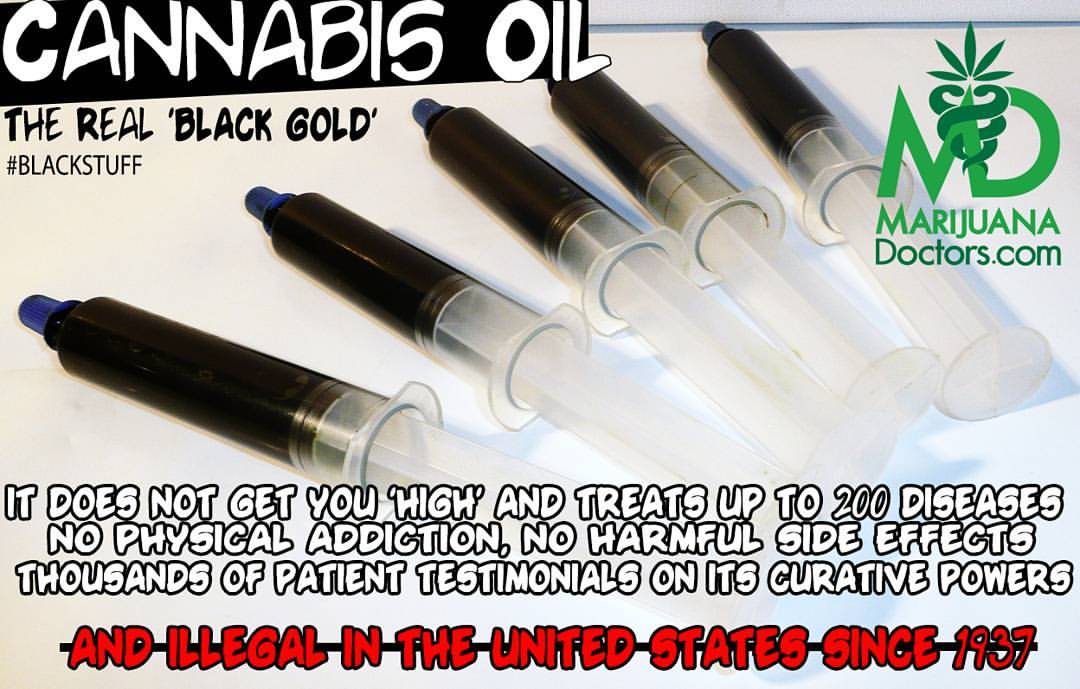 CANNABIS OIL
THE REAL 'BLACK GOLD'
#BLACKSTUFF
MD
MARIJUANA
Doctors.com
IT DOES NOT GET YOU 'HIGH' AND TREATS UP TO 200 DISEASES
NO PHYSICAL ADDICTION, NO HARMFUL SIDE EFFECTS
THOUSANDS OF PATIENT TESTIMONIALS ON ITS CURATIVE POWERS
AND ILLEGAL IN THE UNITED STATES SINCE 1937